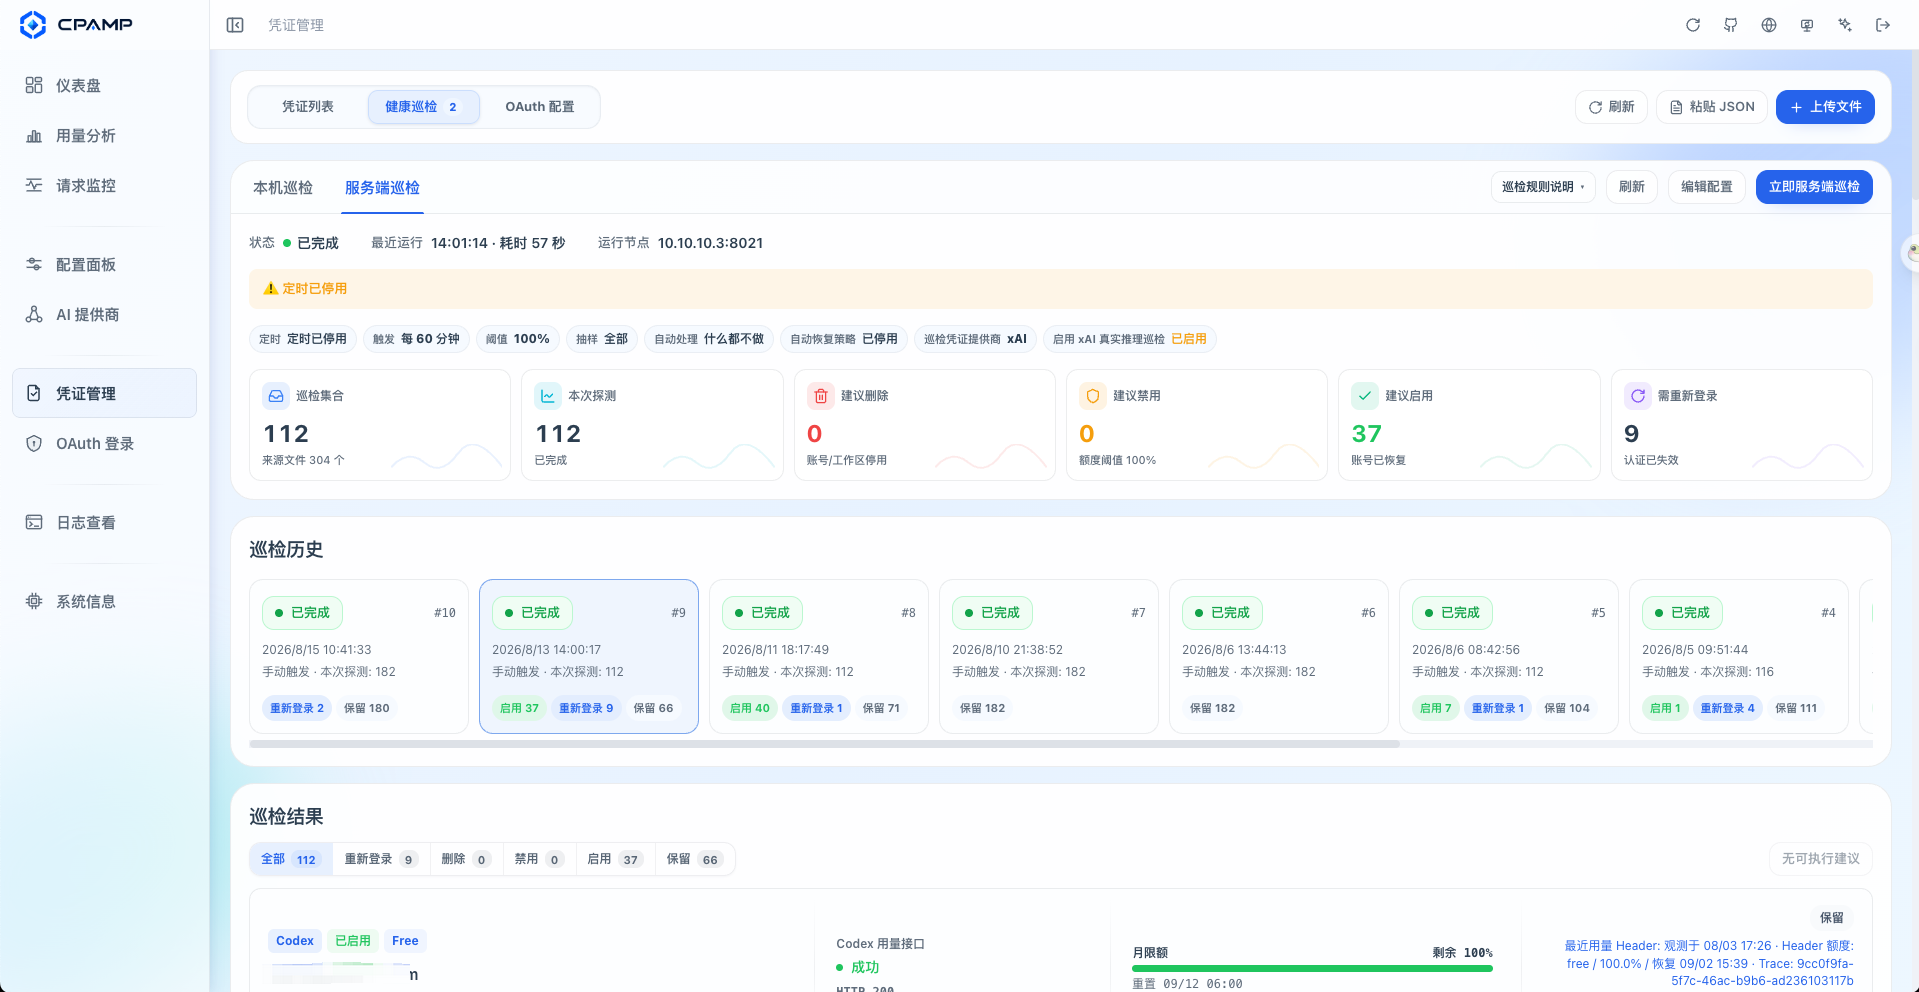 CPAMP
凭证管理
仪表盘
用量分析
请求监控
配置面板
AI 提供商
凭证管理
OAuth 登录
日志查看
系统信息
凭证列表 健康巡检 2 OAuth 配置
刷新 粘贴 JSON + 上传文件
本机巡检 服务端巡检
巡检规则说明 刷新 编辑配置 立即服务端巡检
状态 已完成 最近运行 14:01:14 · 耗时 57 秒 运行节点 10.10.10.3:8021
定时已停用
定时 定时已停用 触发 每 60 分钟 阈值 100% 抽样 全部 自动处理 什么都不做 自动恢复策略 已停用 巡检凭证提供商 xAI 启用 xAI 真实推理巡检 已启用
巡检集合
112
来源文件 304 个
本次探测
112
已完成
建议删除
0
账号/工作区停用
建议禁用
0
额度阈值 100%
建议启用
37
账号已恢复
需重新登录
9
认证已失效
巡检历史
已完成 #10
2026/8/15 10:41:33
手动触发 · 本次探测: 182
重新登录 2 保留 180
已完成 #9
2026/8/13 14:00:17
手动触发 · 本次探测: 112
启用 37 重新登录 9 保留 66
已完成 #8
2026/8/11 18:17:49
手动触发 · 本次探测: 112
启用 40 重新登录 1 保留 71
已完成 #7
2026/8/10 21:38:52
手动触发 · 本次探测: 182
保留 182
已完成 #6
2026/8/6 13:44:13
手动触发 · 本次探测: 182
保留 182
已完成 #5
2026/8/6 08:42:56
手动触发 · 本次探测: 112
启用 7 重新登录 1 保留 104
已完成 #4
2026/8/5 09:51:44
手动触发 · 本次探测: 116
启用 1 重新登录 4 保留 111
巡检结果
全部 112 重新登录 9 删除 0 禁用 0 启用 37 保留 66
无可执行建议
Codex 已启用 Free
Codex 用量接口
成功
HTTP 200
月限额 剩余 100%
重置 09/12 06:00
保留
最近用量 Header: 观测于 08/03 17:26 · Header 额度:
free / 100.0% / 恢复 09/02 15:39 · Trace: 9cc0f9fa-
5f7c-46ac-b9b6-ad236103117b